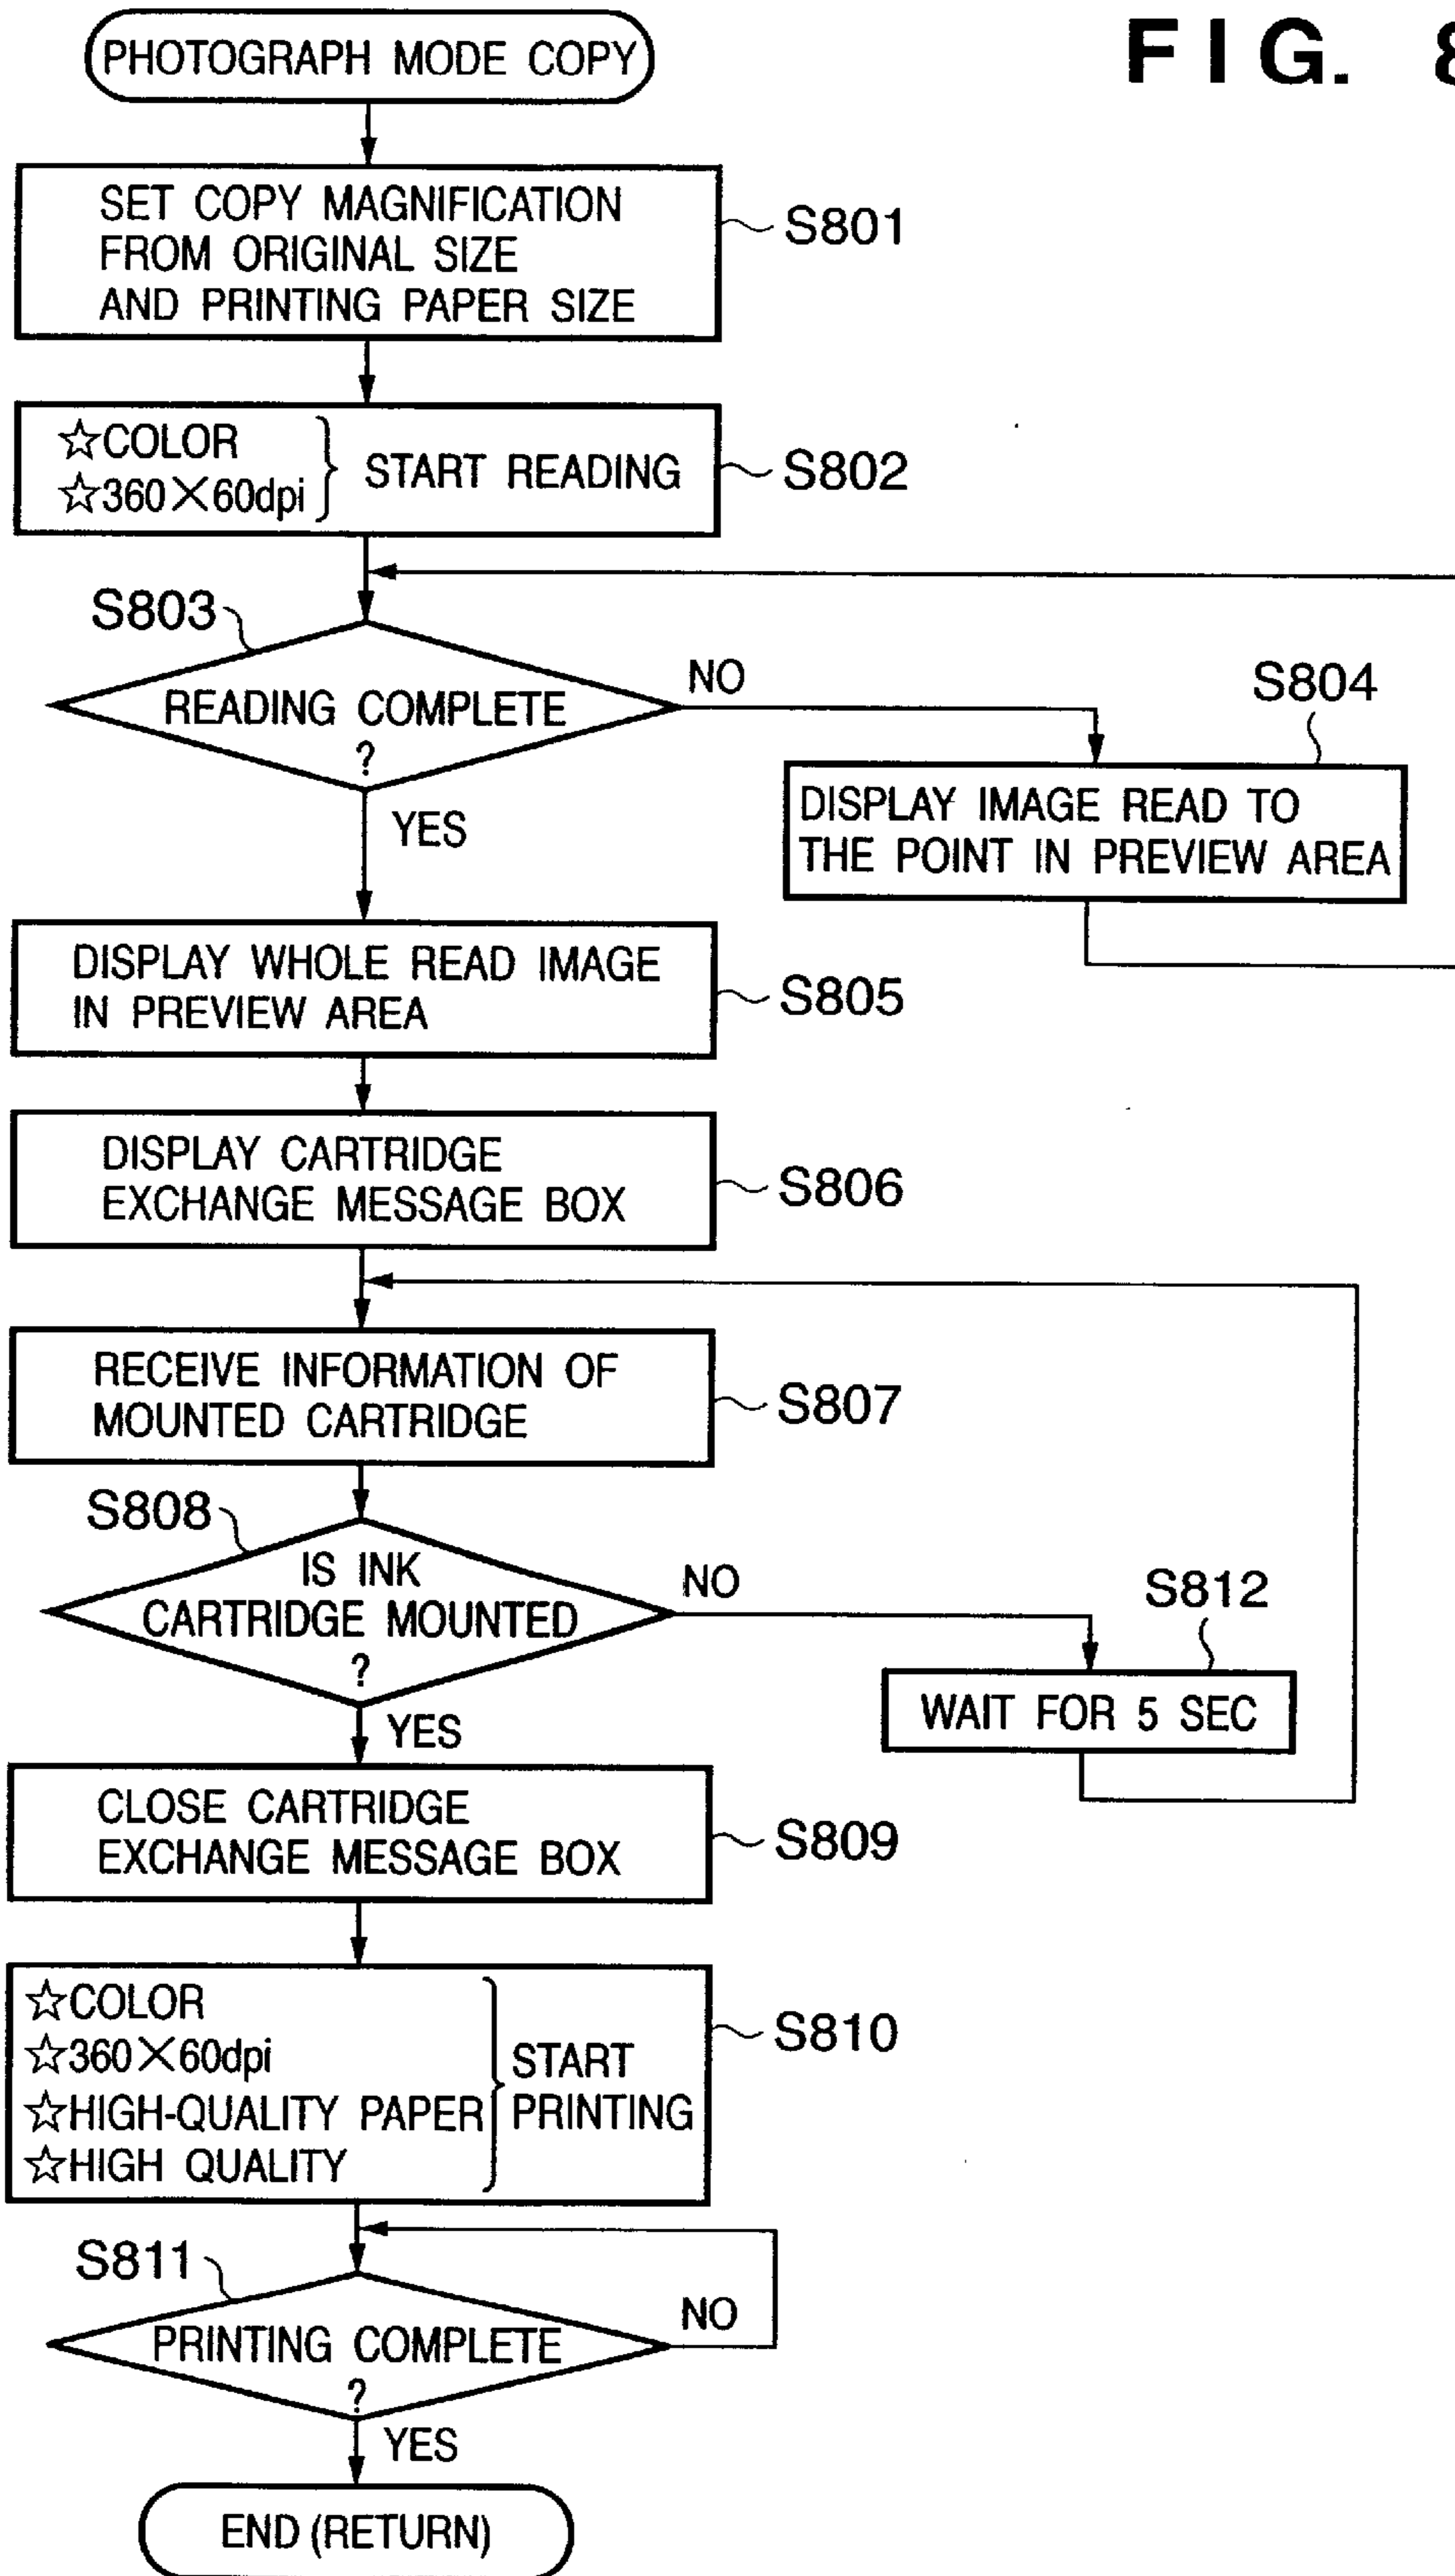 FIG. 8
PHOTOGRAPH MODE COPY
SET COPY MAGNIFICATION
FROM ORIGINAL SIZE
AND PRINTING PAPER SIZE
S801
☆COLOR
☆360×60dpi
START READING
S802
S803
READING COMPLETE
?
NO
YES
S804
DISPLAY IMAGE READ TO
THE POINT IN PREVIEW AREA
DISPLAY WHOLE READ IMAGE
IN PREVIEW AREA
S805
DISPLAY CARTRIDGE
EXCHANGE MESSAGE BOX
S806
RECEIVE INFORMATION OF
MOUNTED CARTRIDGE
S807
S808
IS INK
CARTRIDGE MOUNTED
?
NO
YES
S812
WAIT FOR 5 SEC
CLOSE CARTRIDGE
EXCHANGE MESSAGE BOX
S809
☆COLOR
☆360×60dpi
☆HIGH-QUALITY PAPER
☆HIGH QUALITY
START
PRINTING
S810
S811
PRINTING COMPLETE
?
NO
YES
END (RETURN)